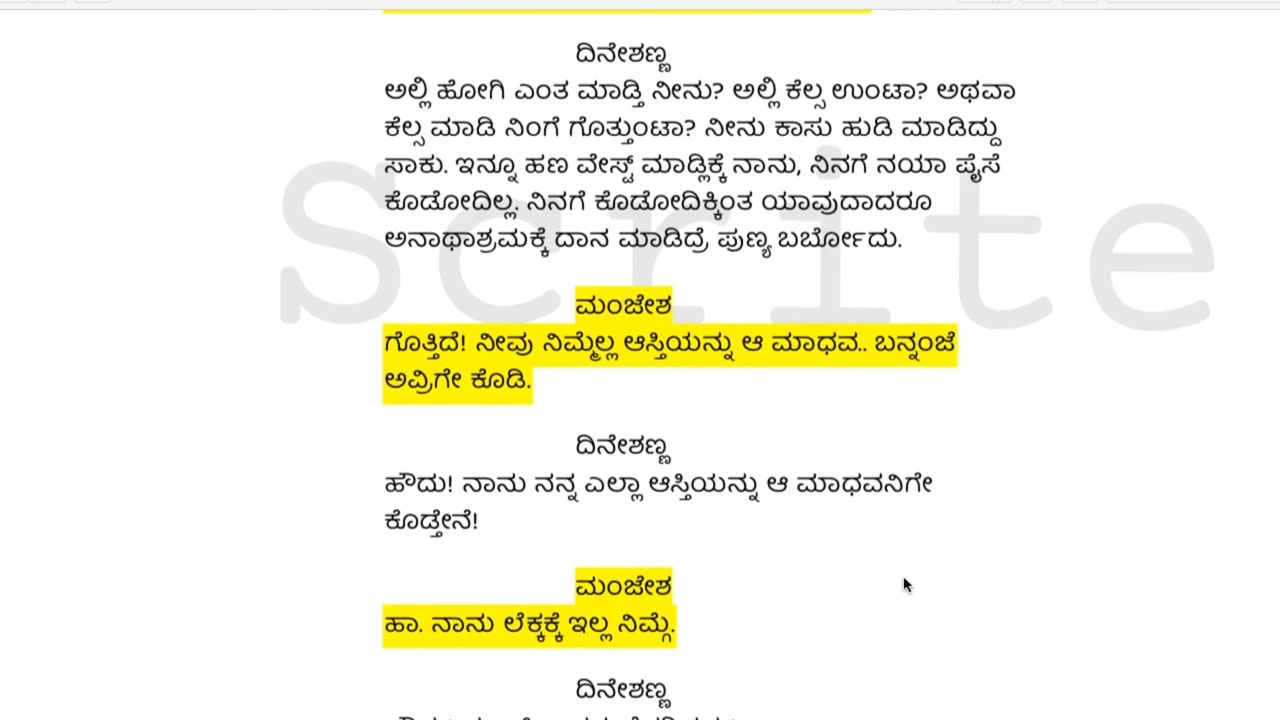 ದಿನೇಶಣ್ಣ
ಅಲ್ಲಿ ಹೋಗಿ ಎಂತ ಮಾಡ್ತಿ ನೀನು? ಅಲ್ಲಿ ಕೆಲ್ಸ ಉಂಟಾ? ಅಥವಾ
ಕೆಲ್ಸ ಮಾಡಿ ನಿಂಗೆ ಗೊತ್ತುಂಟಾ? ನೀನು ಕಾಸು ಹುಡಿ ಮಾಡಿದ್ದು
ಸಾಕು. ಇನ್ನೂ ಹಣ ವೇಸ್ಟ್ ಮಾಡ್ಲಿಕ್ಕೆ ನಾನು, ನಿನಗೆ ನಯಾ ಪೈಸೆ
ಕೊಡೋದಿಲ್ಲ. ನಿನಗೆ ಕೊಡೋದಿಕ್ಕಿಂತ ಯಾವುದಾದರೂ
ಅನಾಥಾಶ್ರಮಕ್ಕೆ ದಾನ ಮಾಡಿದ್ರೆ ಪುಣ್ಯ ಬರ್ಬೋದು.
Scrite
ಮಂಜೇಶ
ಗೊತ್ತಿದೆ! ನೀವು ನಿಮ್ಮೆಲ್ಲ ಆಸ್ತಿಯನ್ನು ಆ ಮಾಧವ.. ಬನ್ನಂಜೆ
ಅವ್ರಿಗೇ ಕೊಡಿ.
ದಿನೇಶಣ್ಣ
ಹೌದು! ನಾನು ನನ್ನ ಎಲ್ಲಾ ಆಸ್ತಿಯನ್ನು ಆ ಮಾಧವನಿಗೇ
ಕೊಡ್ತೇನೆ!
ಮಂಜೇಶ
ಹಾ. ನಾನು ಲೆಕ್ಕಕ್ಕೆ ಇಲ್ಲ ನಿಮ್ಗೆ.
ದಿನೇಶಣ್ಣ